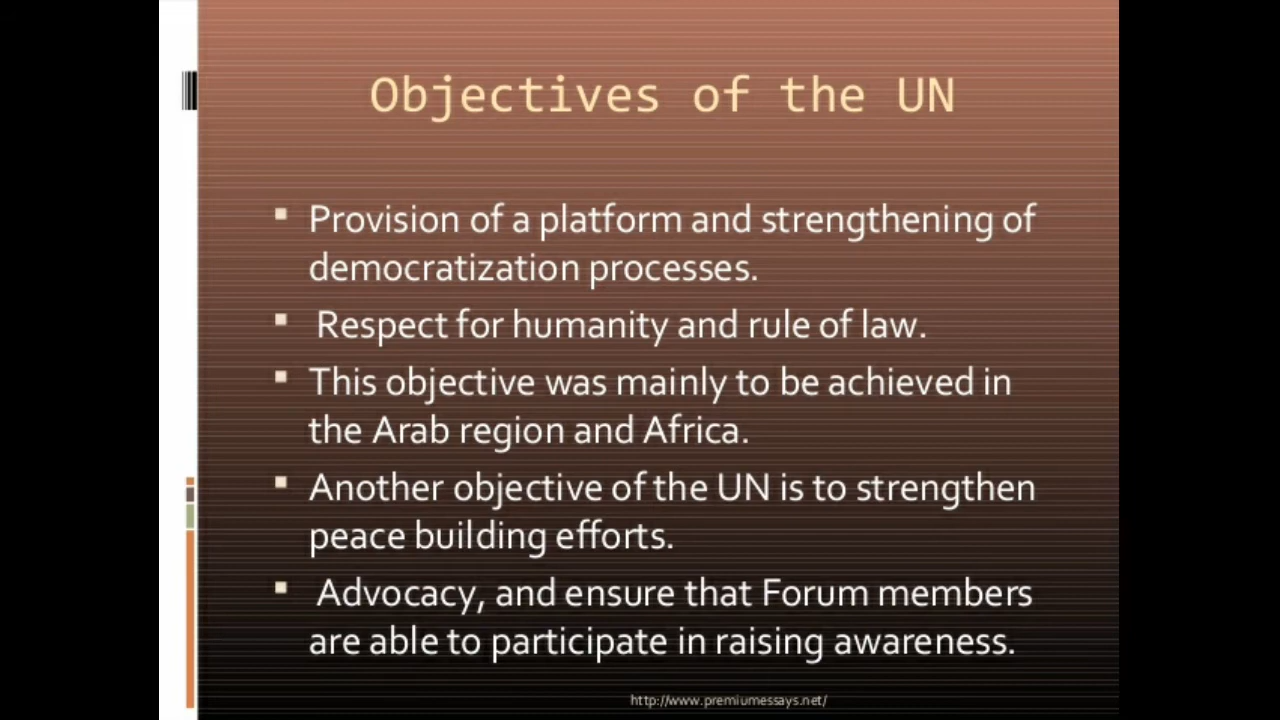 Objectives of the UN
Provision of a platform and strengthening of
democratization processes.
Respect for humanity and rule of law.
This objective was mainly to be achieved in
the Arab region and Africa.
Another objective of the UN is to strengthen
peace building efforts.
Advocacy, and ensure that Forum members
are able to participate in raising awareness.
http://www.premiumessays.net/